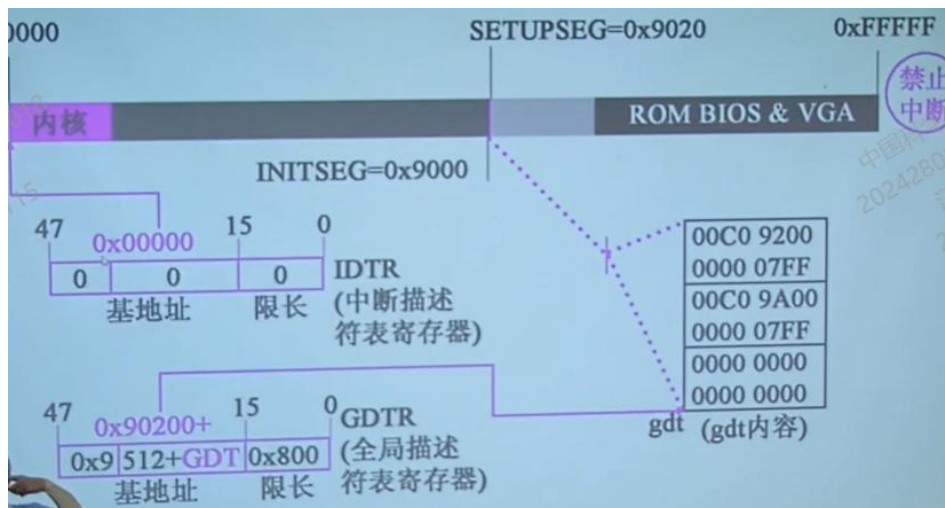 0000
SETUPSEG=0x9020
0xFFFFF
禁止
中断
内核
ROM BIOS & VGA
INITSEG=0x9000
47
15
0
0x00000
0
0
0
IDTR
(中断描述
符表寄存器)
基地址
限长
00C0 9200
0000 07FF
00C0 9A00
0000 07FF
0000 0000
0000 0000
gdt
(gdt内容)
47
15
0
0x90200+
GDTR
(全局描述
符表寄存器)
0x9
512+GDT
0x800
基地址
限长